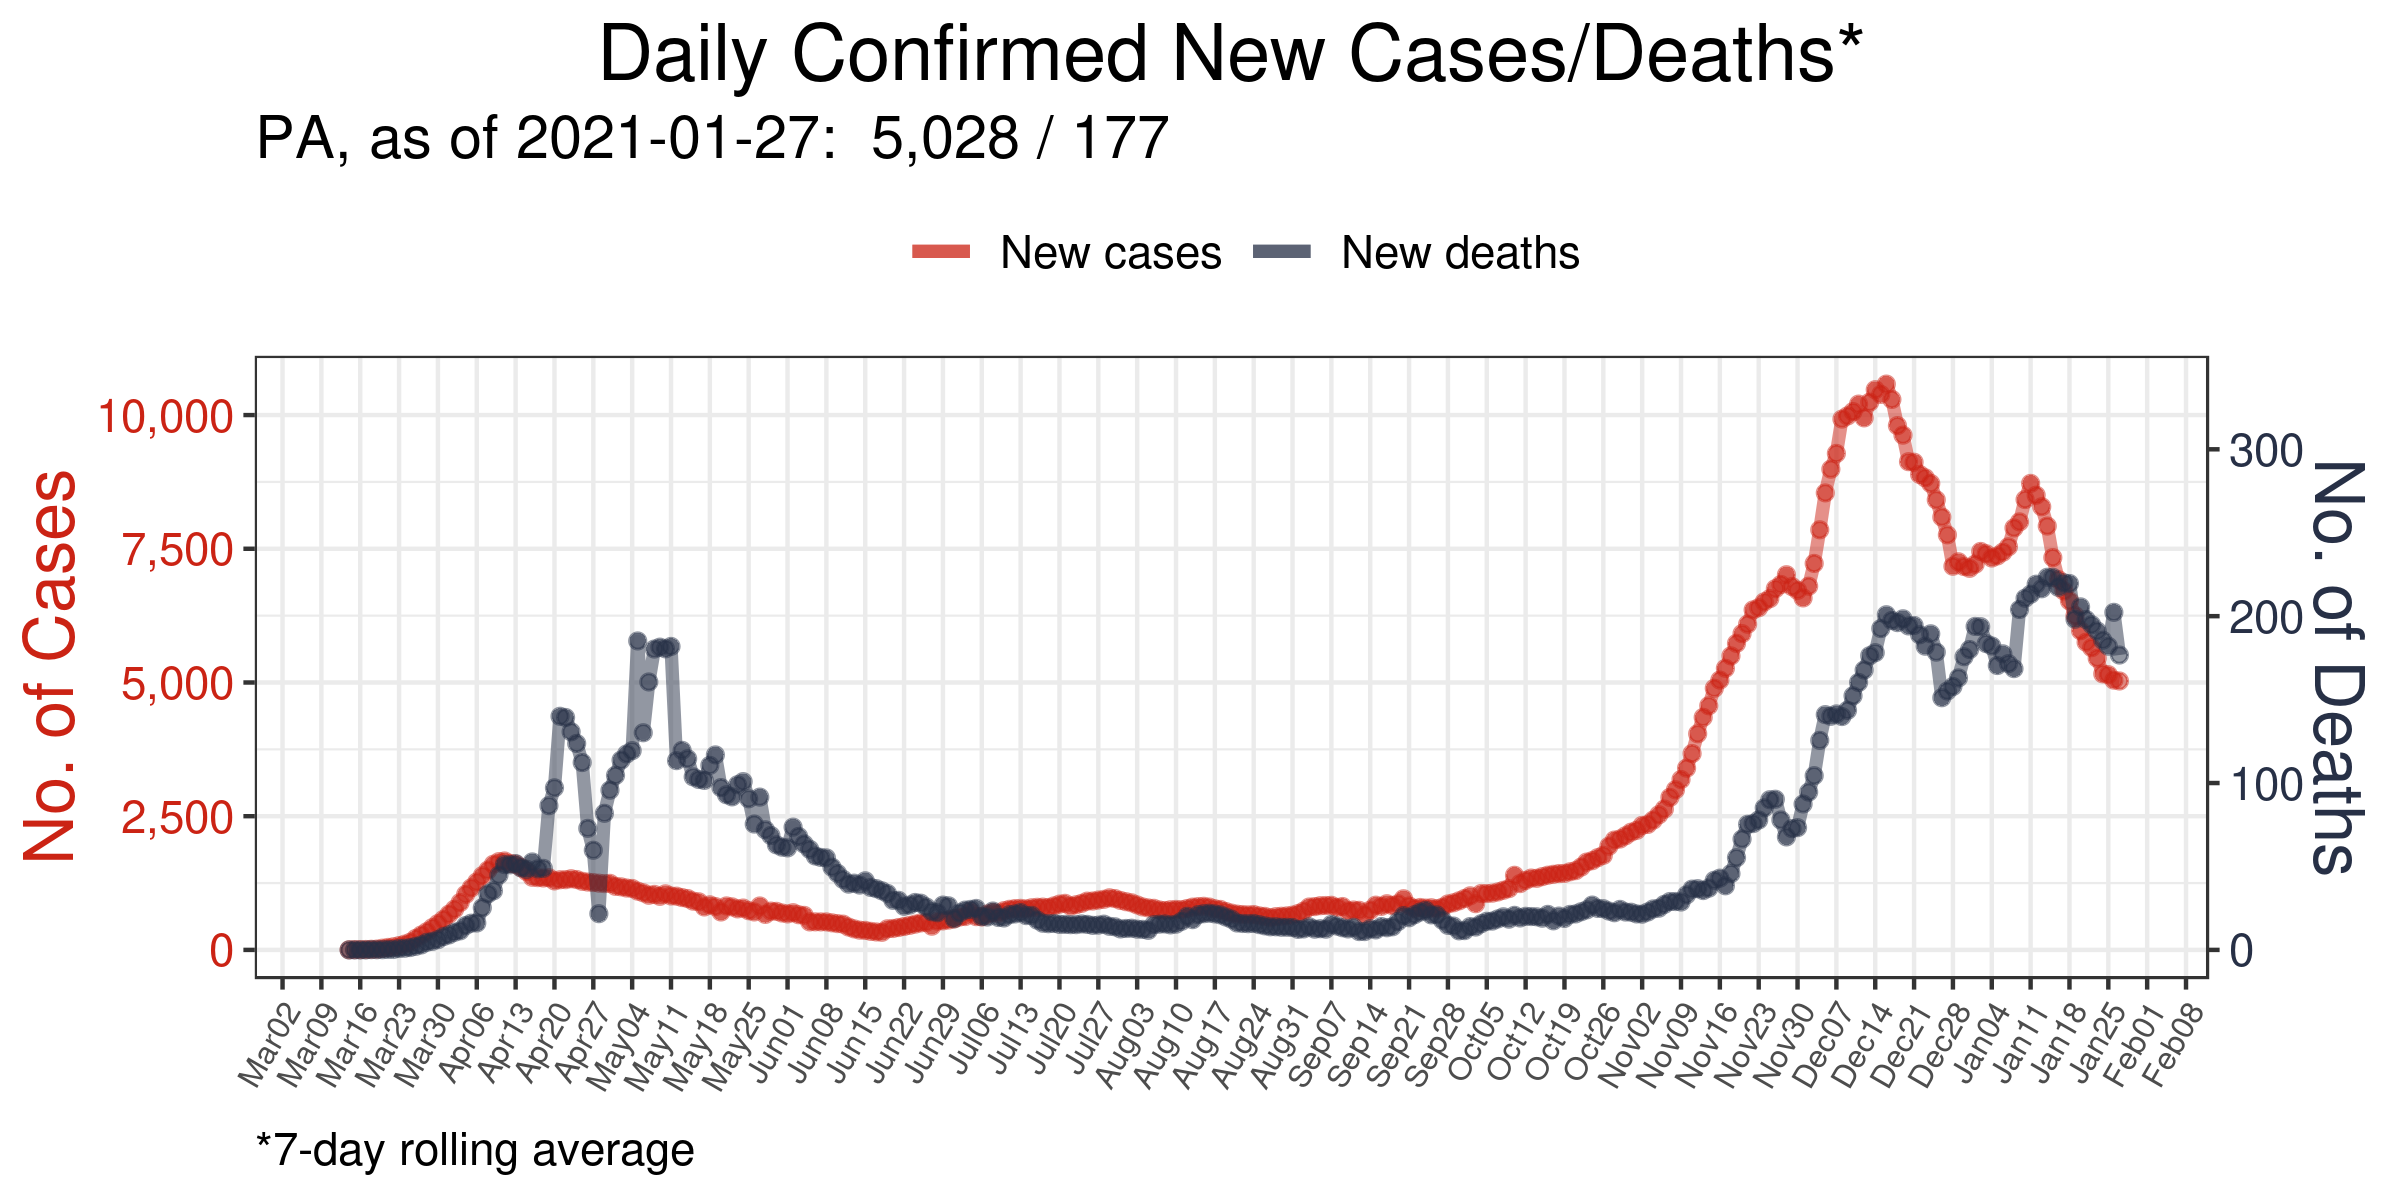 Daily Confirmed New Cases/Deaths*
PA, as of 2021-01-27:  5,028 / 177
New cases
New deaths
No. of Cases
10,000
7,500
5,000
2,500
0
300
200
100
0
No. of Deaths
Mar02
Mar09
Mar16
Mar23
Mar30
Apr06
Apr13
Apr20
Apr27
May04
May11
May18
May25
Jun01
Jun08
Jun15
Jun22
Jun29
Jul06
Jul13
Jul20
Jul27
Aug03
Aug10
Aug17
Aug24
Aug31
Sep07
Sep14
Sep21
Sep28
Oct05
Oct12
Oct19
Oct26
Nov02
Nov09
Nov16
Nov23
Nov30
Dec07
Dec14
Dec21
Dec28
Jan04
Jan11
Jan18
Jan25
Feb01
Feb08
*7-day rolling average